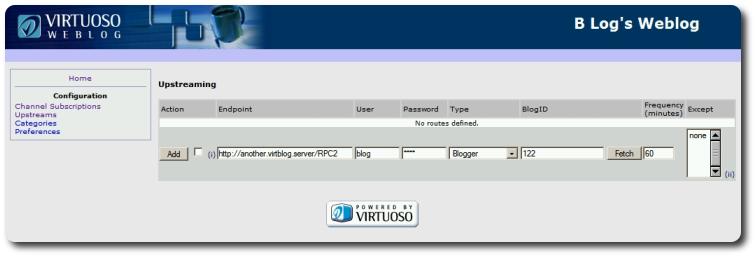 VIRTUOSO
WEBLOG
B Log's Weblog
Home
Configuration
Channel Subscriptions
Upstreams
Categories
Preferences
Upstreaming
Action Endpoint User Password Type BlogID Frequency (minutes) Except
No routes defined.
Add (i) http://another.virtblog.server/RPC2 blog **** Blogger 122 Fetch 60 none (ii)
POWERED BY
VIRTUOSO